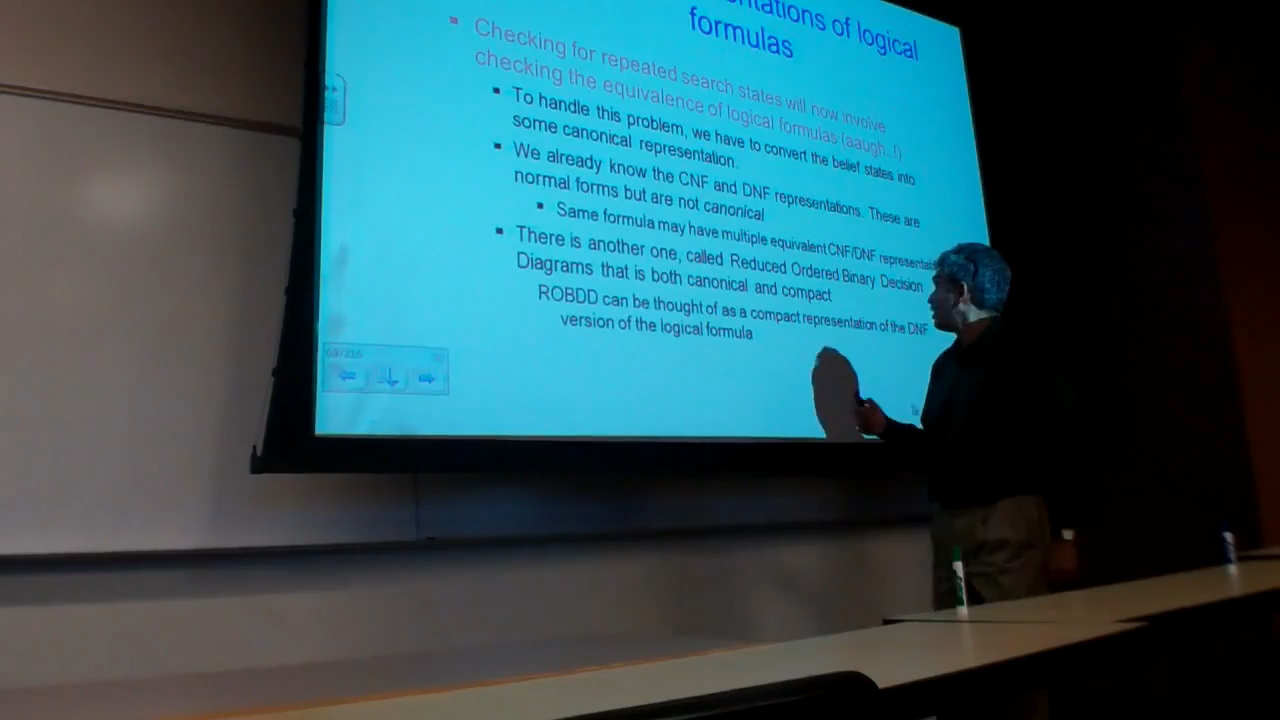 of logical
formulas
Checking for repeated search states will now involve
checking the equivalence of logical formulas (aaugh..!)
To handle this problem, we have to convert the belief states into
some canonical representation.
We already know the CNF and DNF representations. These are
normal forms but are not canonical
Same formula may have multiple equivalent CNF/DNF
There is another one, called Reduced Ordered Binary Decision
Diagrams that is both canonical and compact
ROBDD can be thought of as a compact representation of the DNF
version of the logical formula